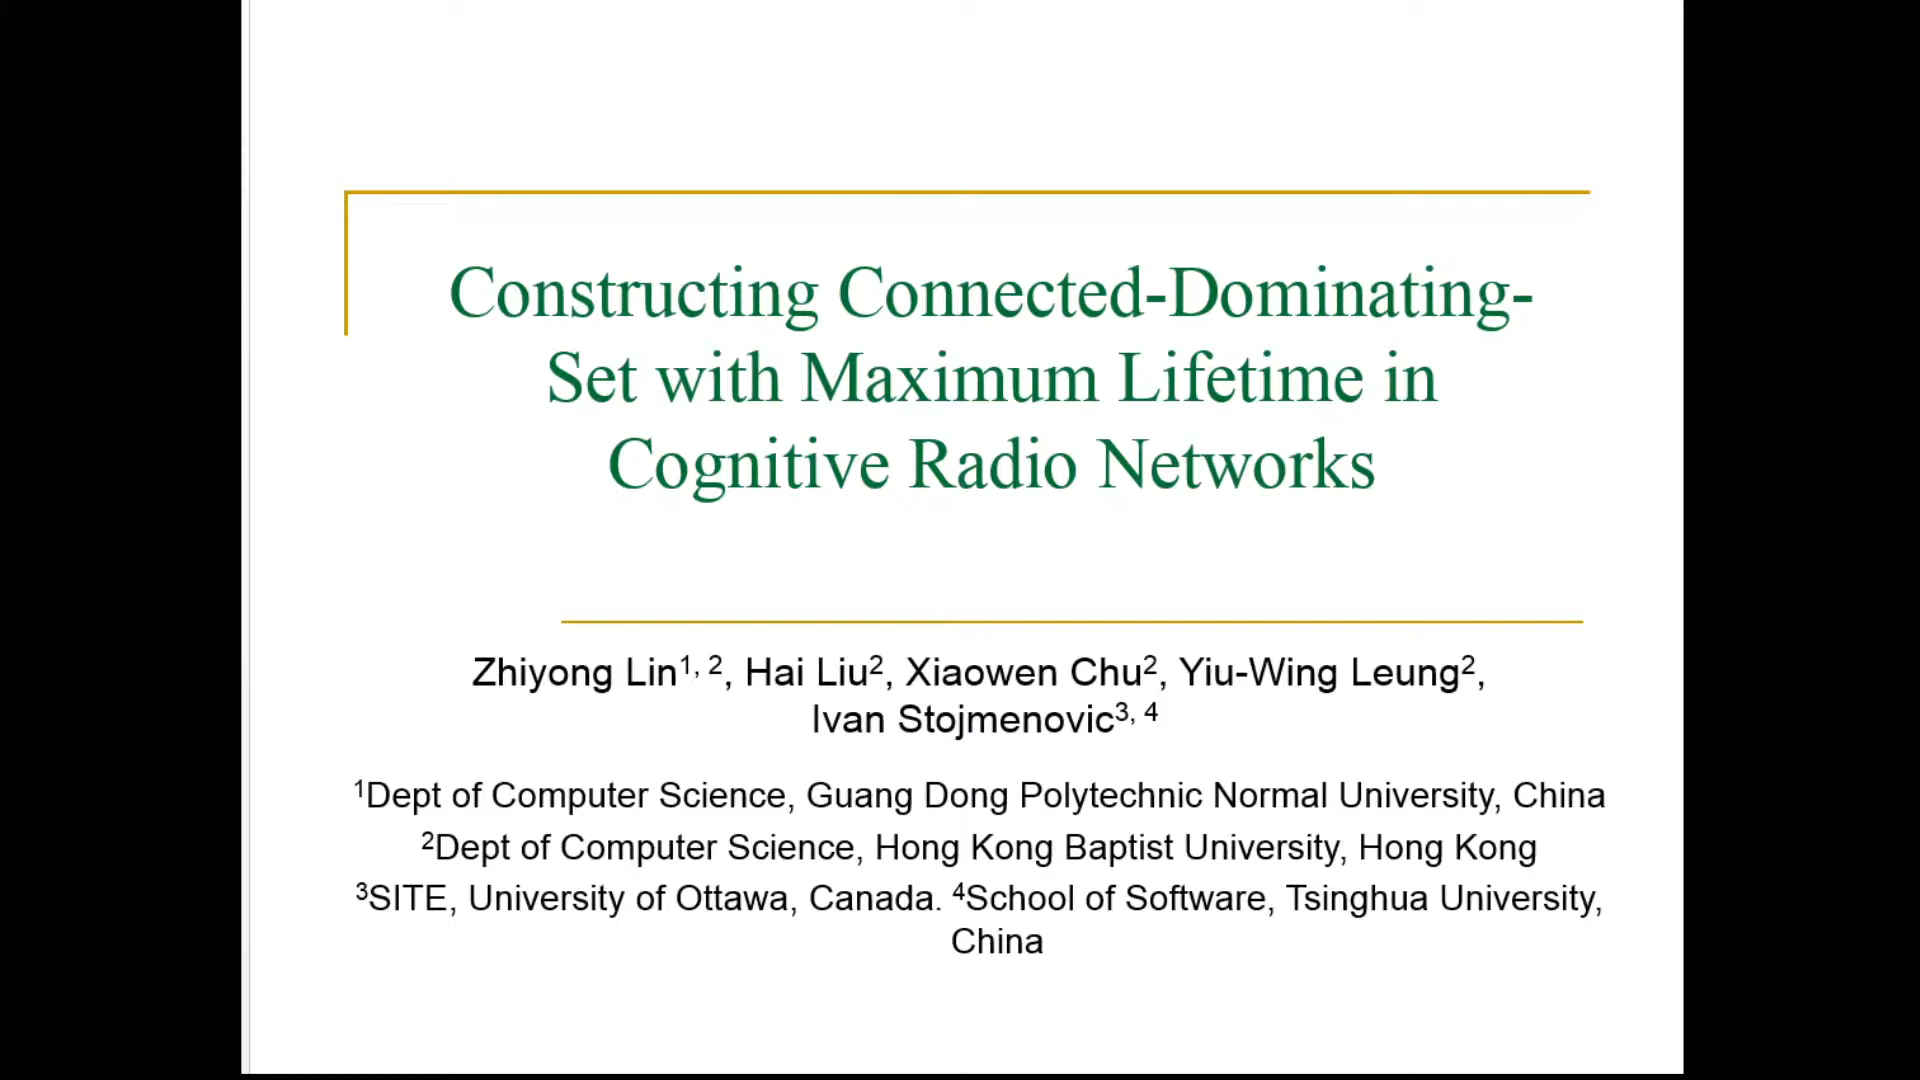 Constructing Connected-Dominating-
Set with Maximum Lifetime in
Cognitive Radio Networks
Zhiyong Lin1, 2, Hai Liu2, Xiaowen Chu2, Yiu-Wing Leung2,
Ivan Stojmenovic3, 4
1Dept of Computer Science, Guang Dong Polytechnic Normal University, China
2Dept of Computer Science, Hong Kong Baptist University, Hong Kong
3SITE, University of Ottawa, Canada. 4School of Software, Tsinghua University,
China